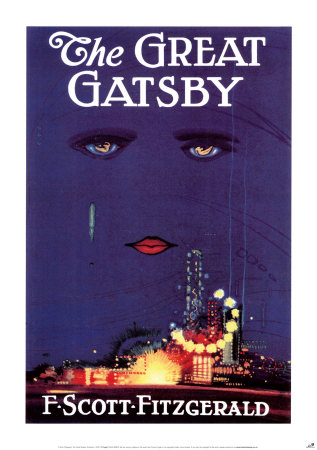 The GREAT
GATSBY
F·SCOTT·FITZGERALD